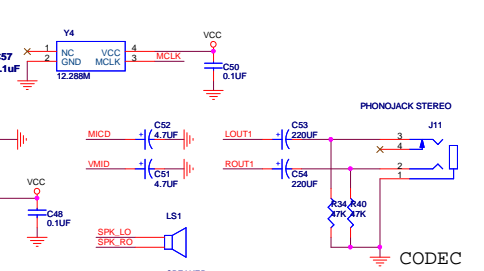 Y4
VCC
C57
.1uF
1
2
NC
GND
VCC
MCLK
4
3
MCLK
12.288M
C50
0.1UF
PHONOJACK STEREO
J11
MICD
C52
4.7UF
LOUT1
C53
220UF
3
4
VMID
C51
4.7UF
ROUT1
C54
220UF
2
1
VCC
C48
0.1UF
LS1
SPK_LO
SPK_RO
R34
47K
R40
47K
CODEC